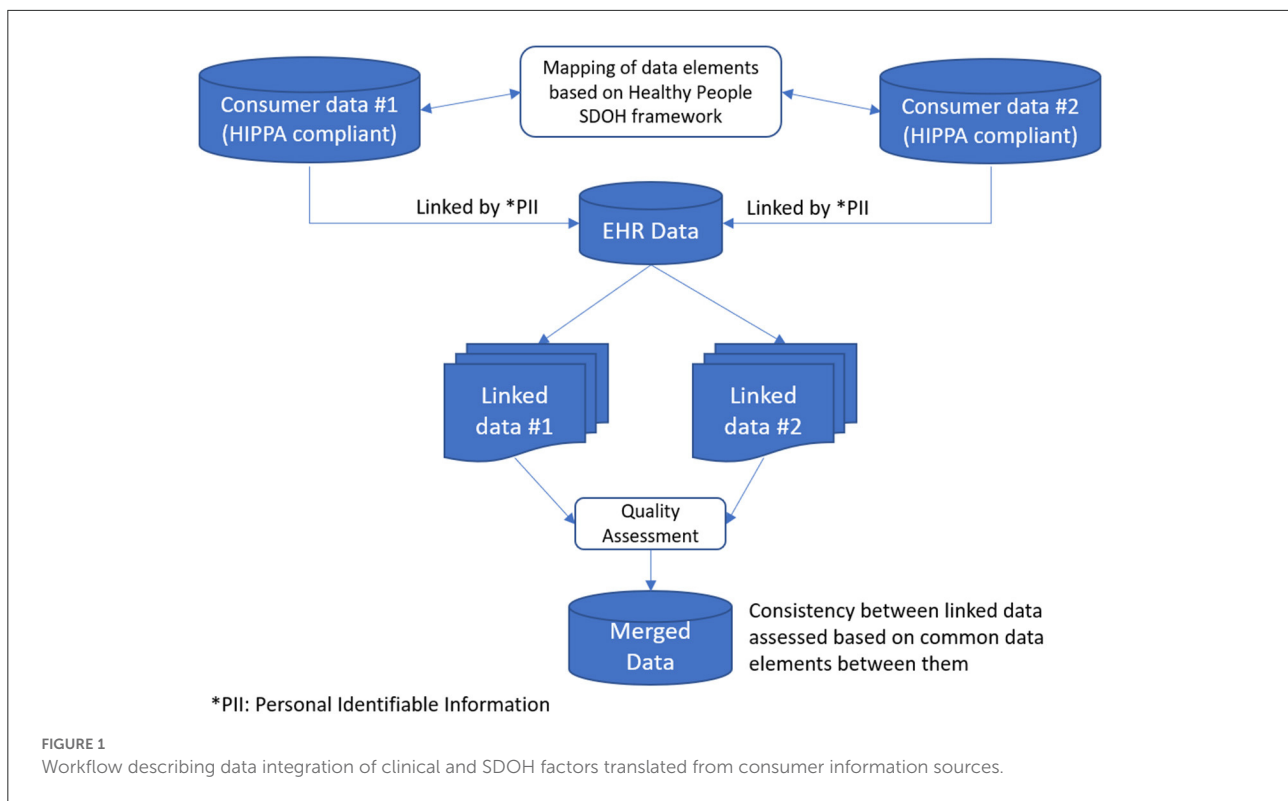 Consumer data #1
(HIPPA compliant)
Mapping of data elements
based on Healthy People
SDOH framework
Consumer data #2
(HIPPA compliant)
Linked by *PII
EHR Data
Linked by *PII
Linked
data #1
Linked
data #2
Quality
Assessment
Merged
Data
Consistency between linked data
assessed based on common data
elements between them
*PII: Personal Identifiable Information
FIGURE 1
Workflow describing data integration of clinical and SDOH factors translated from consumer information sources.